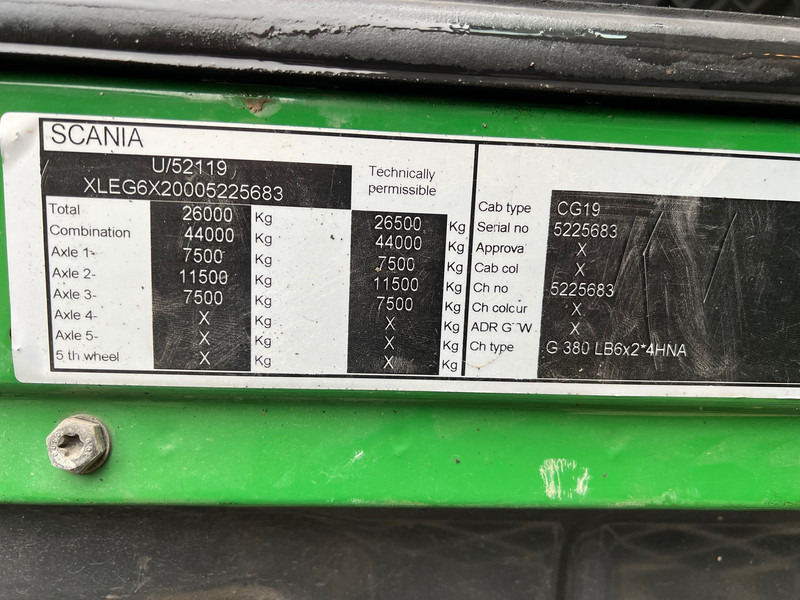 SCANIA
U/52119
XLEG6X20005225683
Technically permissible
Total 26000 Kg 26500 Kg
Combination 44000 Kg 44000 Kg
Axle 1- 7500 Kg 7500 Kg
Axle 2- 11500 Kg 11500 Kg
Axle 3- 7500 Kg 7500 Kg
Axle 4- X Kg X Kg
Axle 5- X Kg X Kg
5 th wheel X Kg X Kg
Cab type CG19
Serial no 5225683
Approva X
Cab col X
Ch no 5225683
Ch colour X
ADR G W X
Ch type G 380 LB6x2*4HNA